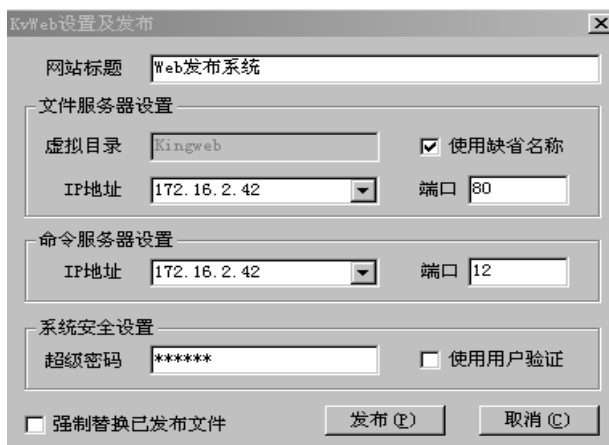 KvWeb设置及发布
网站标题 Web发布系统
文件服务器设置
虚拟目录 Kingweb 使用缺省名称
IP地址 172.16.2.42 端口 80
命令服务器设置
IP地址 172.16.2.42 端口 12
系统安全设置
超级密码 ****** 使用用户验证
强制替换已发布文件 发布(P) 取消(C)